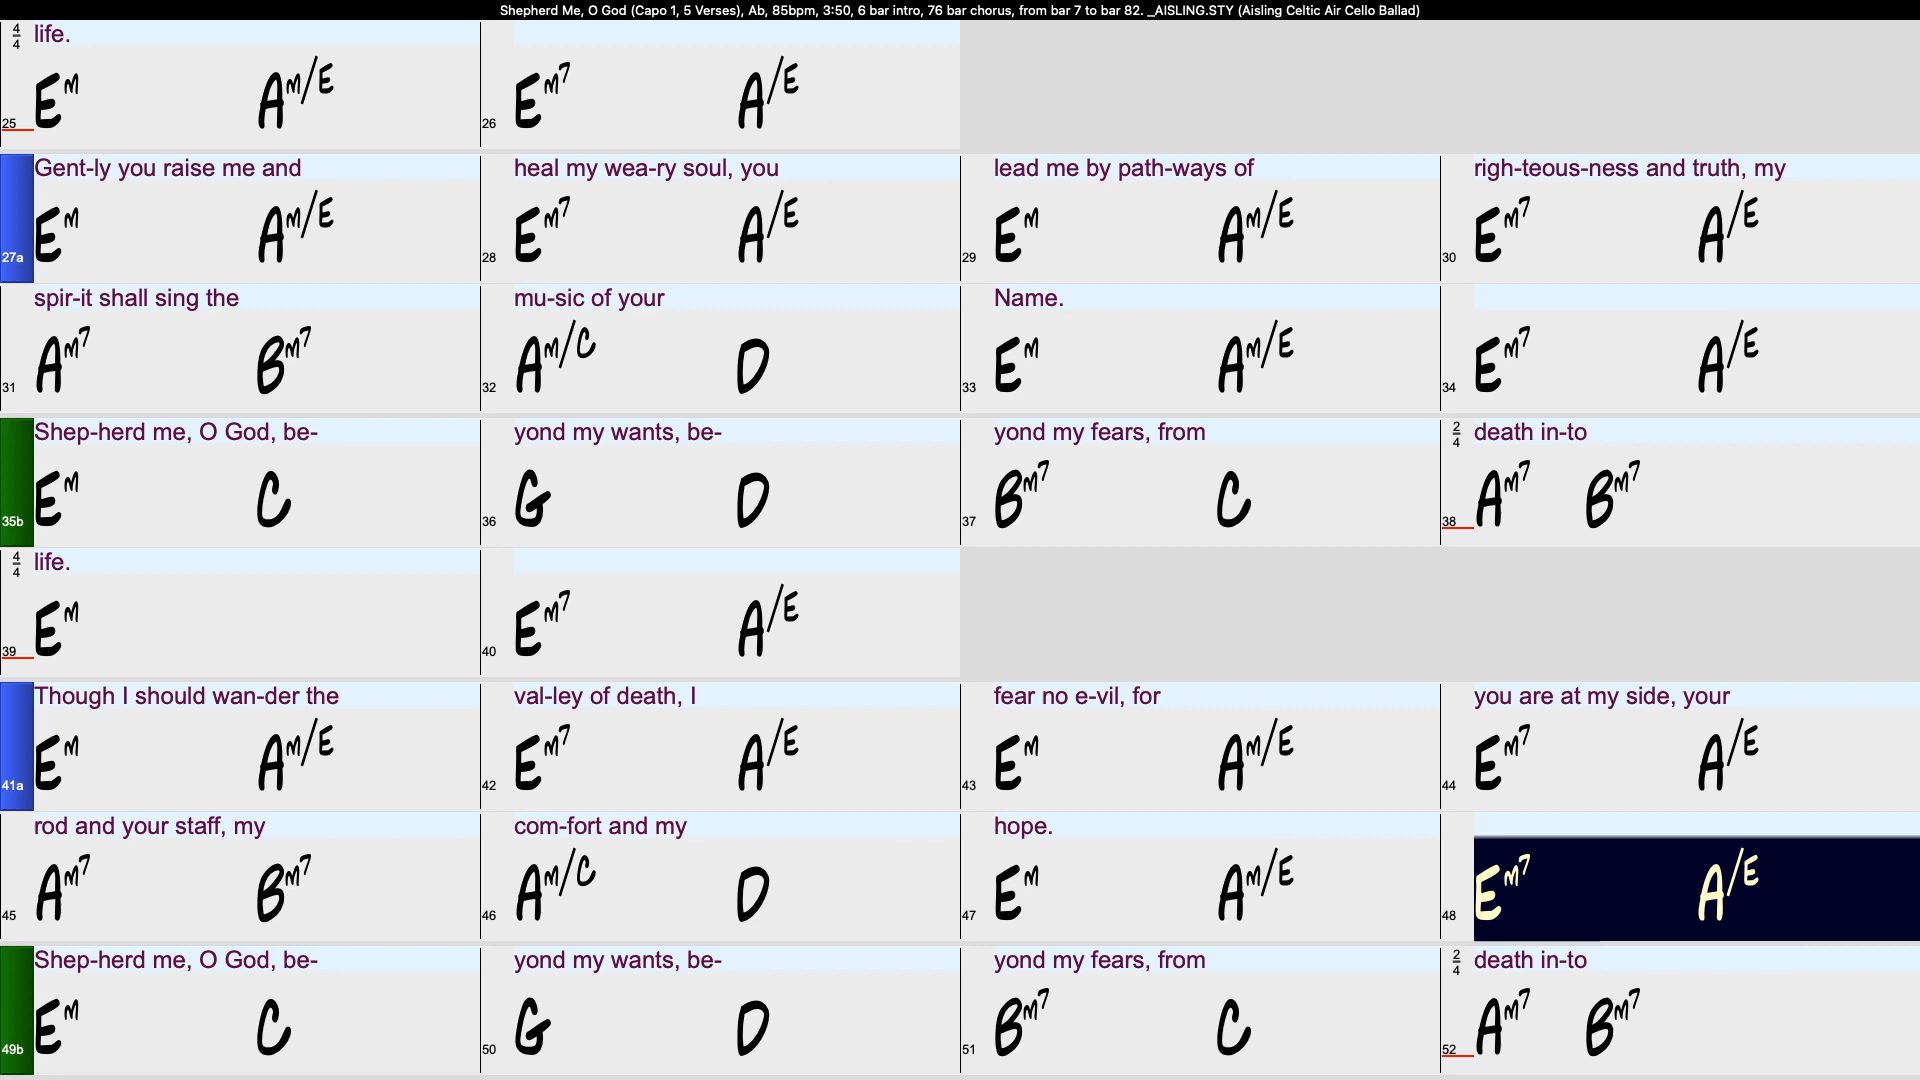 Shepherd Me, O God (Capo 1, 5 Verses), Ab, 85bpm, 3:50, 6 bar intro, 76 bar chorus, from bar 7 to bar 82. _AISLING.STY (Aisling Celtic Air Cello Ballad)
4/4 life.
25 Em Am/E 26 Em7 A/E
Gent-ly you raise me and heal my wea-ry soul, you lead me by path-ways of righ-teous-ness and truth, my
27a Em Am/E 28 Em7 A/E 29 Em Am/E 30 Em7 A/E
spir-it shall sing the mu-sic of your Name.
31 Am7 Bm7 32 Am/C D 33 Em Am/E 34 Em7 A/E
Shep-herd me, O God, be- yond my wants, be- yond my fears, from 2/4 death in-to
35b Em C 36 G D 37 Bm7 C 38 Am7 Bm7
4/4 life.
39 Em 40 Em7 A/E
Though I should wan-der the val-ley of death, I fear no e-vil, for you are at my side, your
41a Em Am/E 42 Em7 A/E 43 Em Am/E 44 Em7 A/E
rod and your staff, my com-fort and my hope.
45 Am7 Bm7 46 Am/C D 47 Em Am/E 48 Em7 A/E
Shep-herd me, O God, be- yond my wants, be- yond my fears, from 2/4 death in-to
49b Em C 50 G D 51 Bm7 C 52 Am7 Bm7